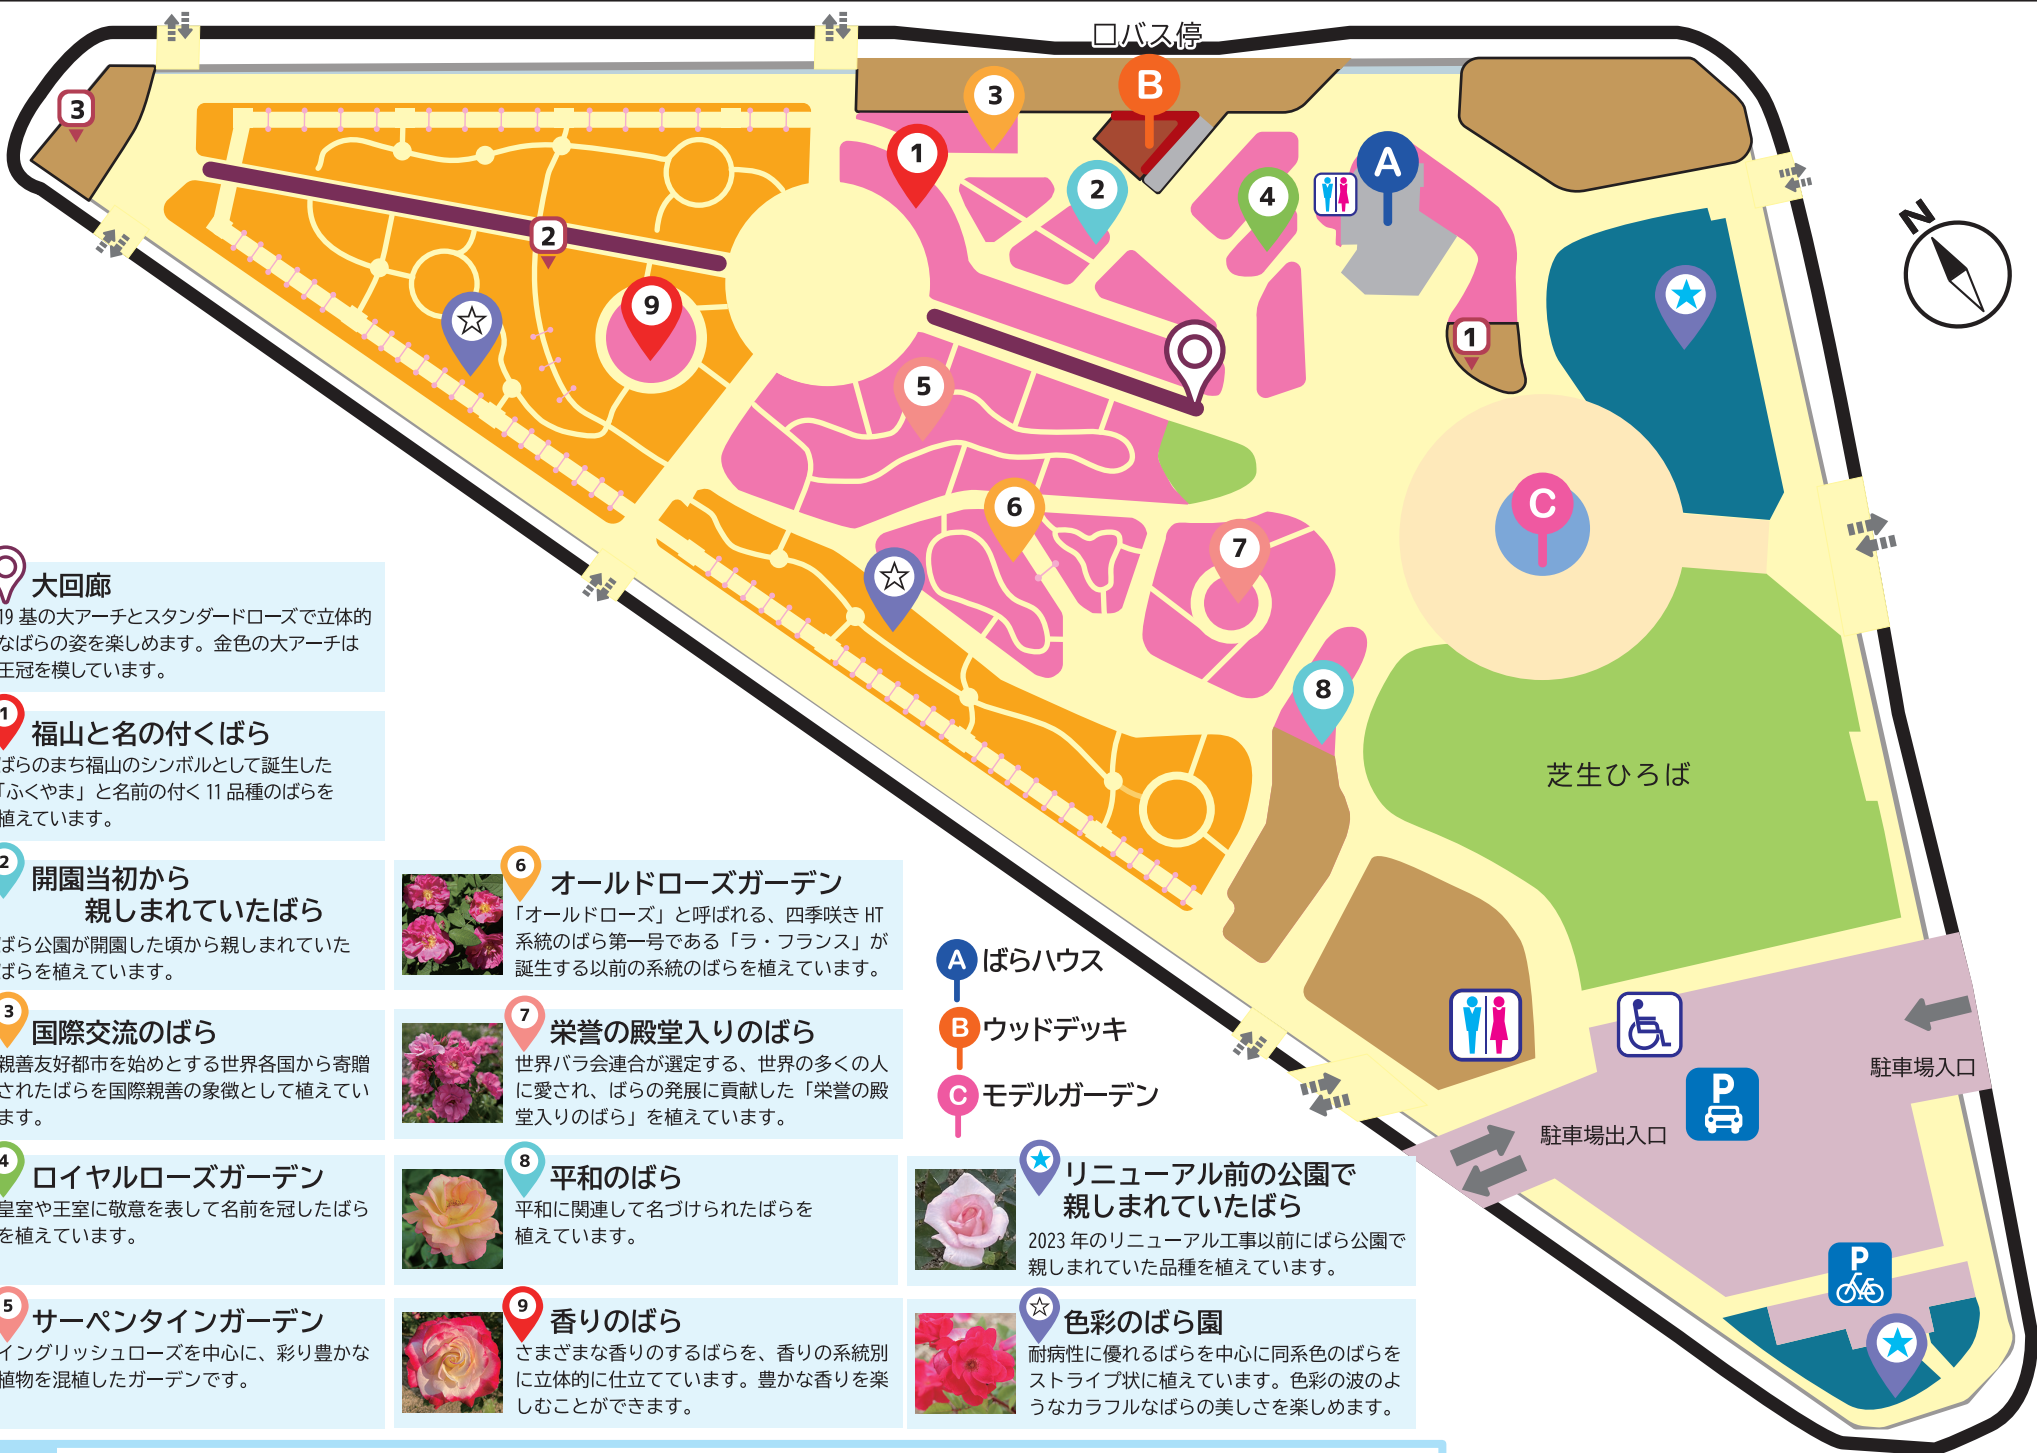 □バス停
3
B
3
1
2
4
A
N
2
9
1
5
6
C
7
8
芝生ひろば
大回廊
19 基の大アーチとスタンダードローズで立体的
なばらの姿を楽しめます。金色の大アーチは
王冠を模しています。
1
福山と名の付くばら
ばらのまち福山のシンボルとして誕生した
「ふくやま」と名前の付く 11 品種のばらを
植えています。
2
開園当初から
親しまれていたばら
ばら公園が開園した頃から親しまれていた
ばらを植えています。
3
国際交流のばら
親善友好都市を始めとする世界各国から寄贈
されたばらを国際親善の象徴として植えてい
ます。
4
ロイヤルローズガーデン
皇室や王室に敬意を表して名前を冠したばら
を植えています。
5
サーペンタインガーデン
イングリッシュローズを中心に、彩り豊かな
植物を混植したガーデンです。
6
オールドローズガーデン
「オールドローズ」と呼ばれる、四季咲き HT
系統のばら第一号である「ラ・フランス」が
誕生する以前の系統のばらを植えています。
7
栄誉の殿堂入りのばら
世界バラ会連合が選定する、世界の多くの人
に愛され、ばらの発展に貢献した「栄誉の殿
堂入りのばら」を植えています。
8
平和のばら
平和に関連して名づけられたばらを
植えています。
9
香りのばら
さまざまな香りのするばらを、香りの系統別
に立体的に仕立てています。豊かな香りを楽
しむことができます。
A ばらハウス
B ウッドデッキ
C モデルガーデン
リニューアル前の公園で
親しまれていたばら
2023 年のリニューアル工事以前にばら公園で
親しまれていた品種を植えています。
色彩のばら園
耐病性に優れるばらを中心に同系色のばらを
ストライプ状に植えています。色彩の波のよ
うなカラフルなばらの美しさを楽しめます。
駐車場入口
P
駐車場出入口
P